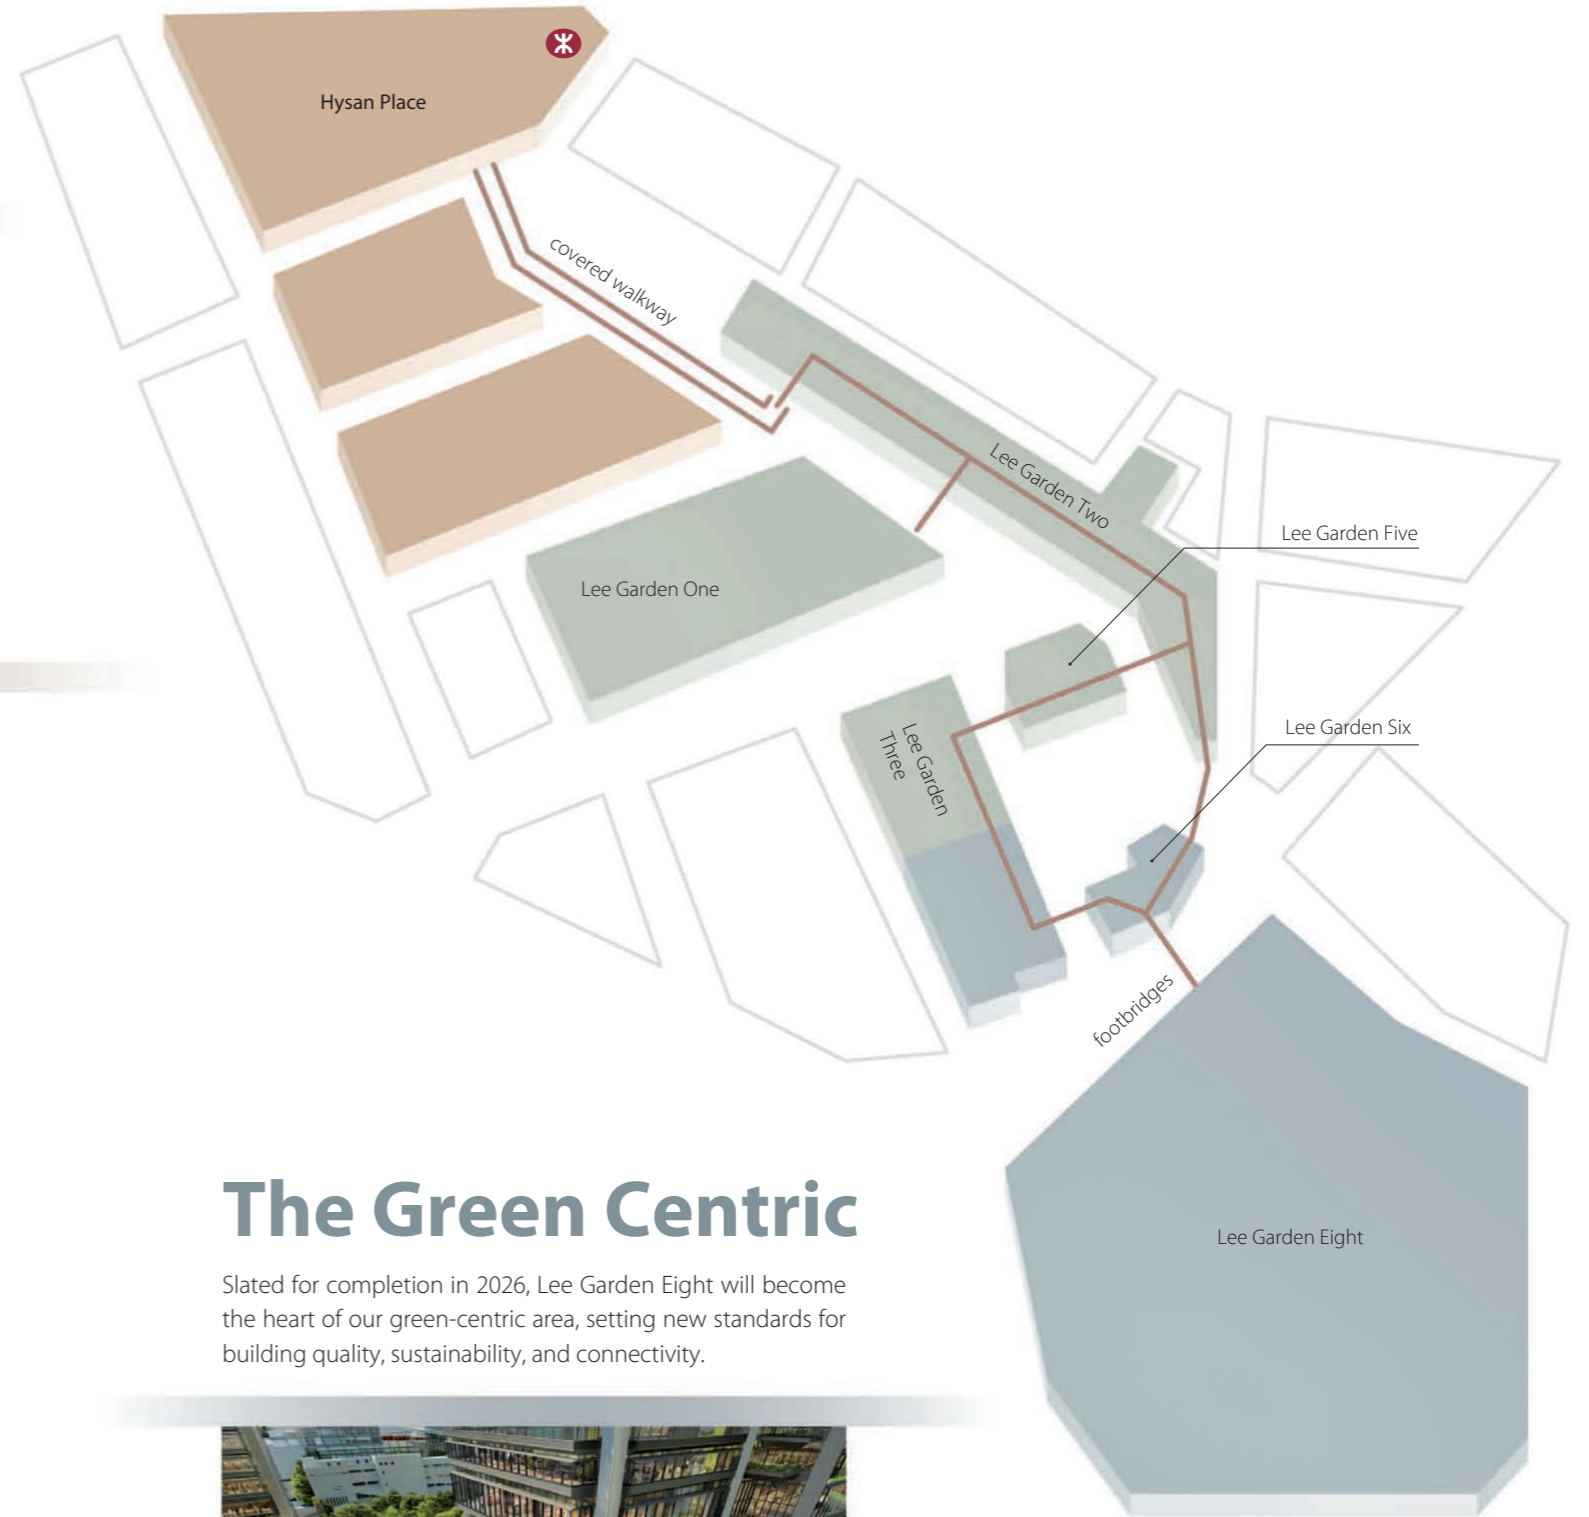 Hysan Place
covered walkway
Lee Garden Two
Lee Garden Five
Lee Garden One
Lee Garden Six
Lee Garden
Three
footbridges
Lee Garden Eight
The Green Centric
Slated for completion in 2026, Lee Garden Eight will become
the heart of our green-centric area, setting new standards for
building quality, sustainability, and connectivity.